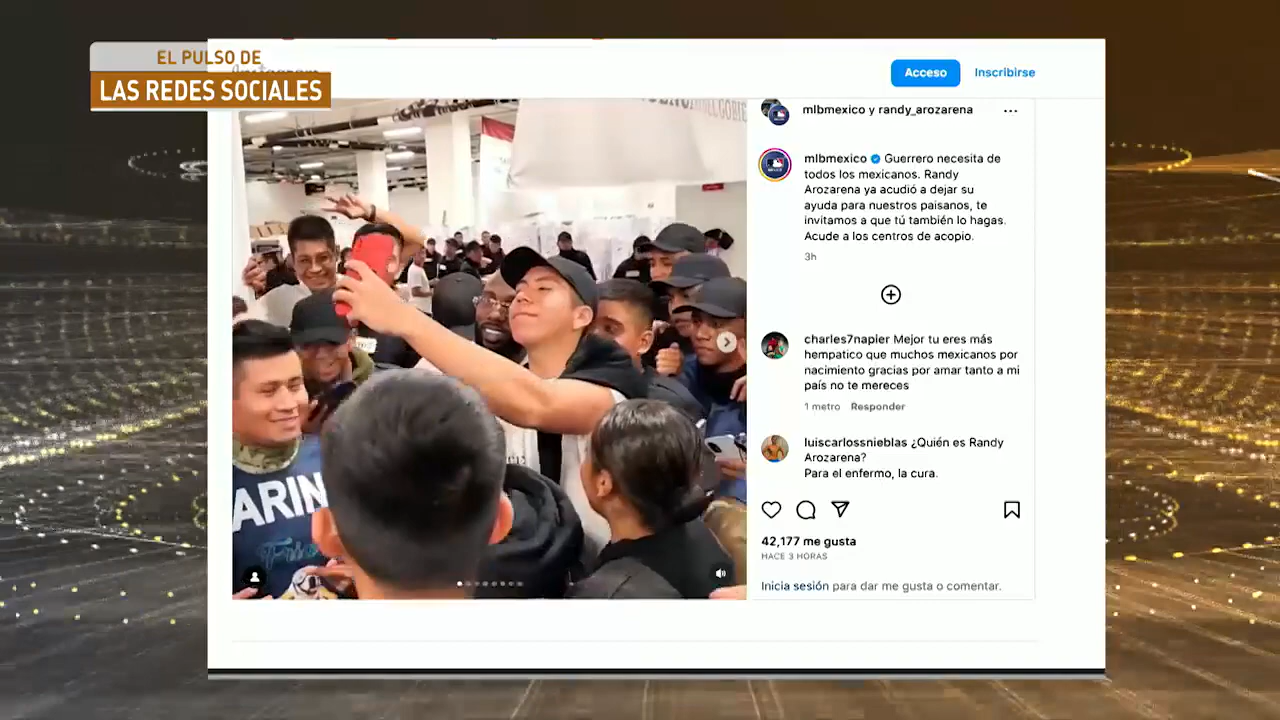 EL PULSO DE
LAS REDES SOCIALES
Acceso
Inscribirse
mlbmexico y randy_arozarena
mlbmexico Guerrero necesita de
todos los mexicanos. Randy
Arozarena ya acudió a dejar su
ayuda para nuestros paisanos, te
invitamos a que tú también lo hagas.
Acude a los centros de acopio.
3h
charles7napier Mejor tu eres más
hempatico que muchos mexicanos por
nacimiento gracias por amar tanto a mi
país no te mereces
1 metro Responder
luiscarlossnieblas ¿Quién es Randy
Arozarena?
Para el enfermo, la cura.
42,177 me gusta
HACE 3 HORAS
Inicia sesión para dar me gusta o comentar.
ARIN